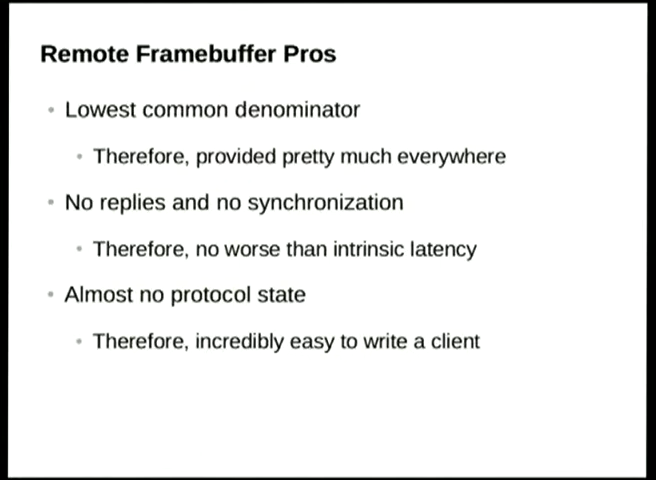 Remote Framebuffer Pros
Lowest common denominator
Therefore, provided pretty much everywhere
No replies and no synchronization
Therefore, no worse than intrinsic latency
Almost no protocol state
Therefore, incredibly easy to write a client